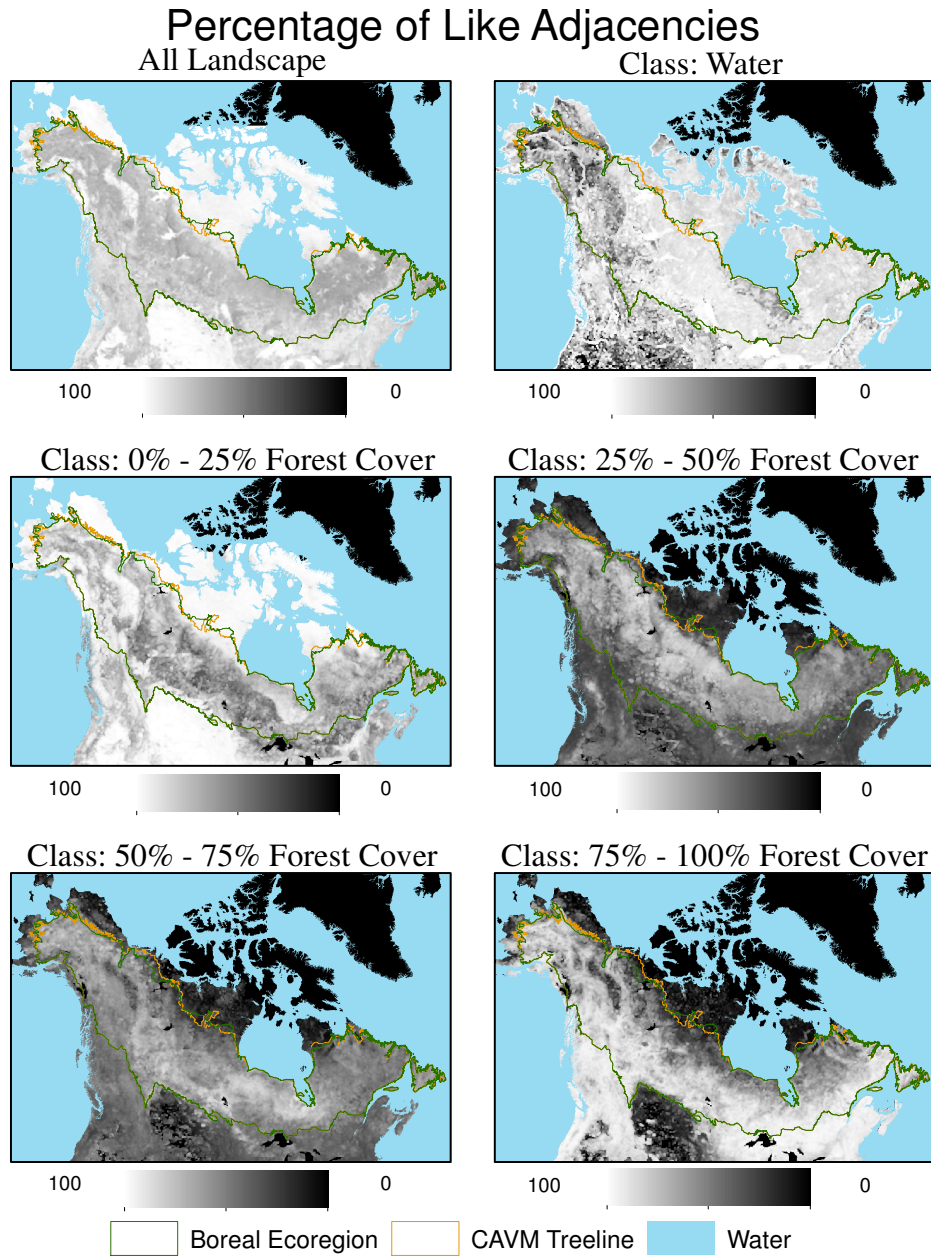 Percentage of Like Adjacencies
All Landscape
Class: Water
100 0
100 0
Class: 0% - 25% Forest Cover
Class: 25% - 50% Forest Cover
100 0
100 0
Class: 50% - 75% Forest Cover
Class: 75% - 100% Forest Cover
100 0
100 0
Boreal Ecoregion CAVM Treeline Water